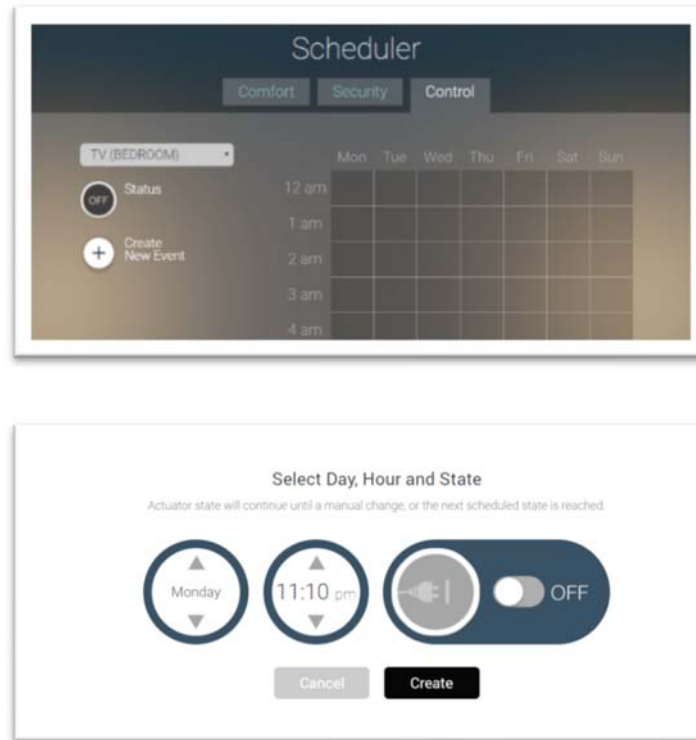 Scheduler
Comfort Security Control
TV (BEDROOM)
Mon Tue Wed Thu Fri Sat Sun
OFF Status
12 am
1 am
Create
New Event
2 am
3 am
4 am
Select Day, Hour and State
Actuator state will continue until a manual change, or the next scheduled state is reached.
Monday 11:10 pm OFF
Cancel Create